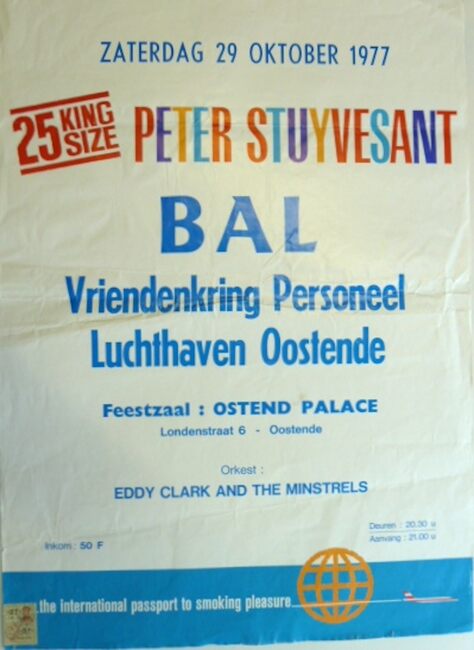 ZATERDAG 29 OKTOBER 1977
25 KING SIZE PETER STUYVESANT
BAL
Vriendenkring Personeel
Luchthaven Oostende
Feestzaal : OSTEND PALACE
Londenstraat 6 - Oostende
Orkest :
EDDY CLARK AND THE MINSTRELS
Deuren : 20.30 u
Aanvang : 21.00 u
Inkom : 50 F
...the international passport to smoking pleasure